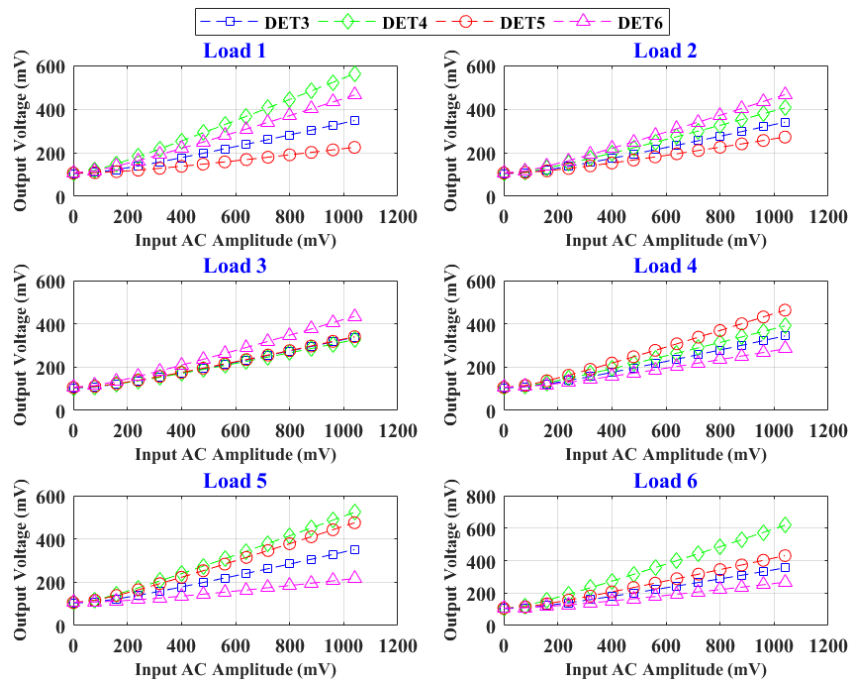 DET3 DET4 DET5 DET6
Load 1
Output Voltage (mV)
600
400
200
0
0 200 400 600 800 1000 1200
Input AC Amplitude (mV)
Load 2
Output Voltage (mV)
600
400
200
0
0 200 400 600 800 1000 1200
Input AC Amplitude (mV)
Load 3
Output Voltage (mV)
600
400
200
0
0 200 400 600 800 1000 1200
Input AC Amplitude (mV)
Load 4
Output Voltage (mV)
600
400
200
0
0 200 400 600 800 1000 1200
Input AC Amplitude (mV)
Load 5
Output Voltage (mV)
600
400
200
0
0 200 400 600 800 1000 1200
Input AC Amplitude (mV)
Load 6
Output Voltage (mV)
800
600
400
200
0
0 200 400 600 800 1000 1200
Input AC Amplitude (mV)